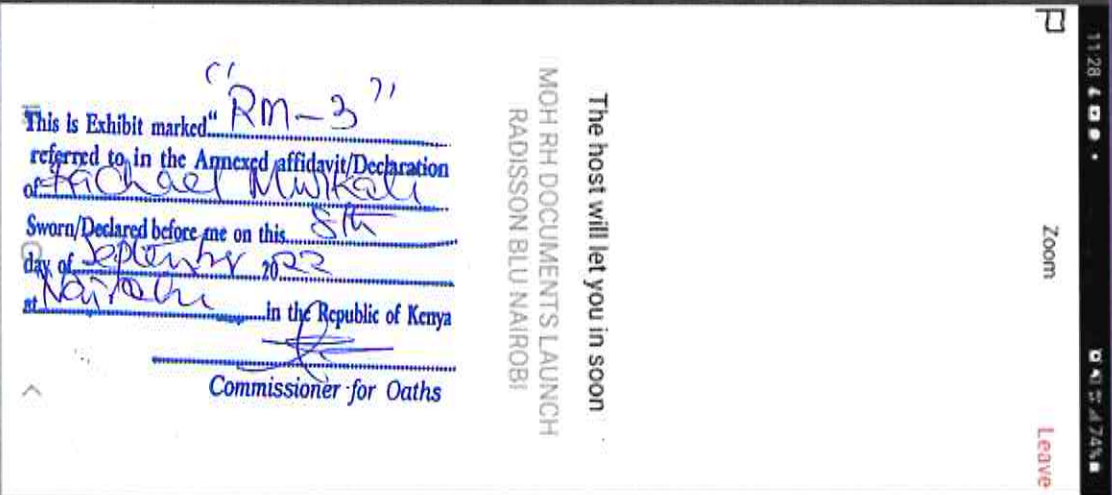 11:28
74%
Zoom
Leave
The host will let you in soon
MOH RH DOCUMENTS LAUNCH
RADISSON BLU NAIROBI
This is Exhibit marked "RM-3"
referred to in the Annexed affidavit/Declaration
of Rachael Mwikali
Sworn/Declared before me on this 8th
day of September 2022
at Nairobi in the Republic of Kenya
Commissioner for Oaths